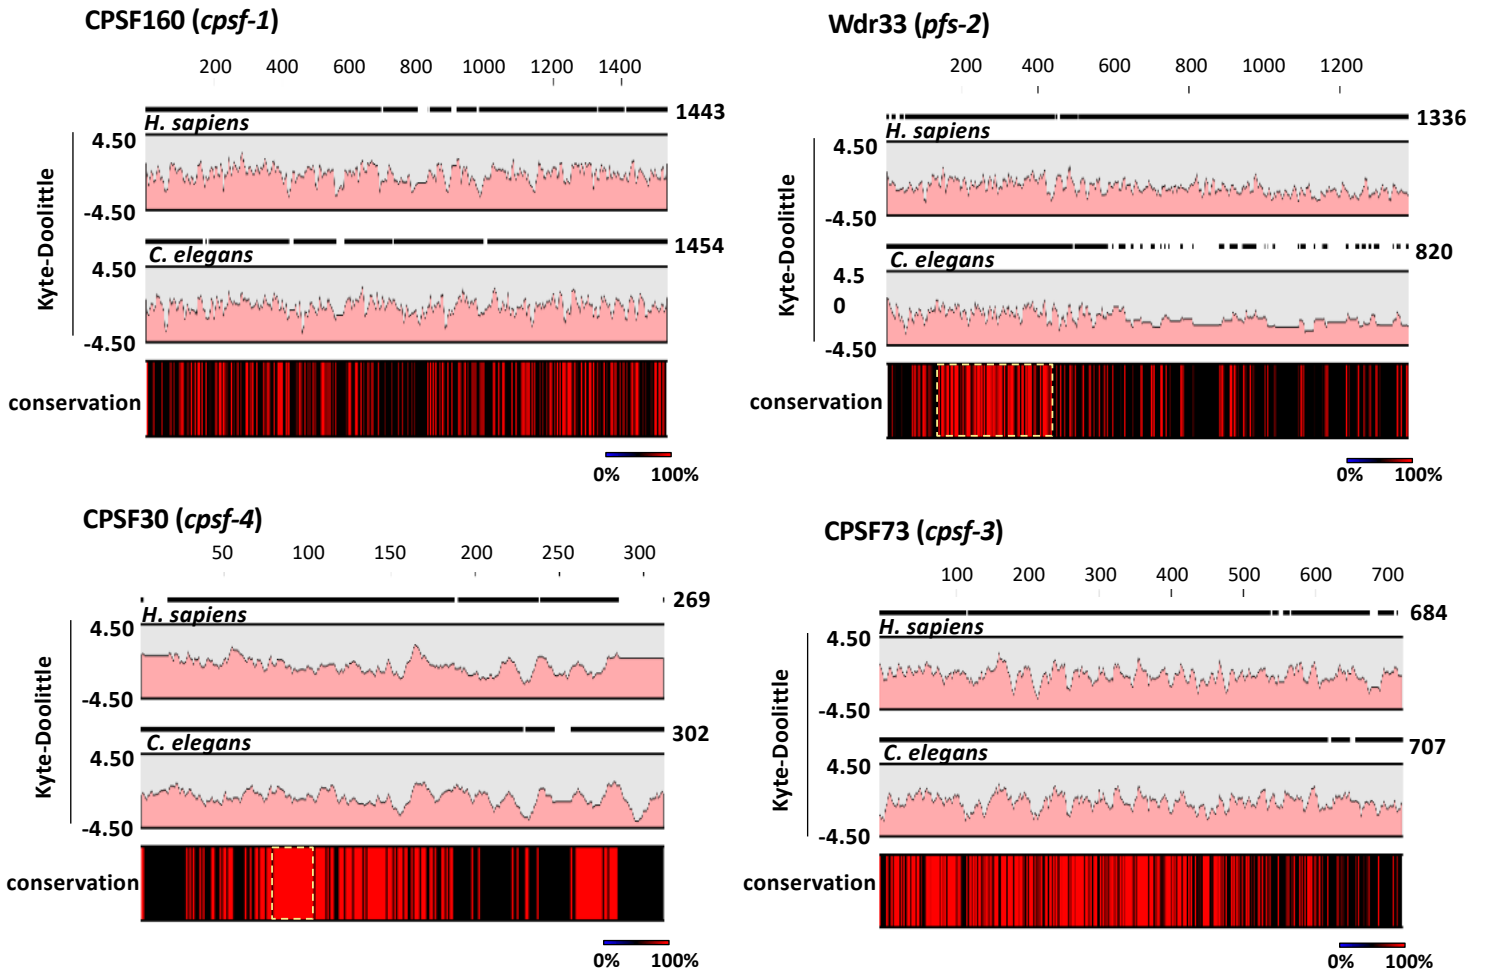 CPSF160 (cpsf-1)
200 400 600 800 1000 1200 1400
H. sapiens
1443
4.50
-4.50
Kyte-Doolittle
C. elegans
1454
4.50
-4.50
conservation
0% 100%
Wdr33 (pfs-2)
200 400 600 800 1000 1200
H. sapiens
1336
4.50
-4.50
Kyte-Doolittle
C. elegans
820
4.5
0
-4.50
conservation
0% 100%
CPSF30 (cpsf-4)
50 100 150 200 250 300
H. sapiens
269
4.50
-4.50
Kyte-Doolittle
C. elegans
302
4.50
-4.50
conservation
0% 100%
CPSF73 (cpsf-3)
100 200 300 400 500 600 700
H. sapiens
684
4.50
-4.50
Kyte-Doolittle
C. elegans
707
4.50
-4.50
conservation
0% 100%